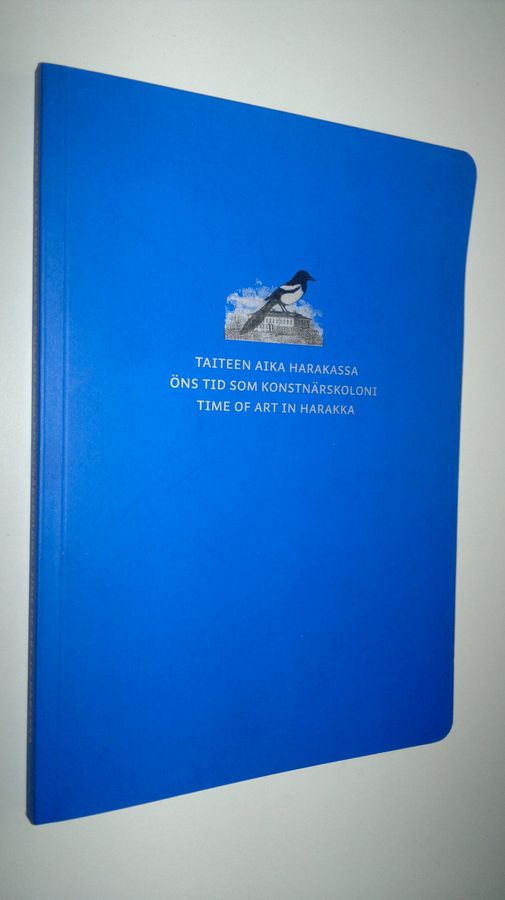 TAITEEN AIKA HARAKASSA
ÖNS TID SOM KONSTNÄRSKOLONI
TIME OF ART IN HARAKKA